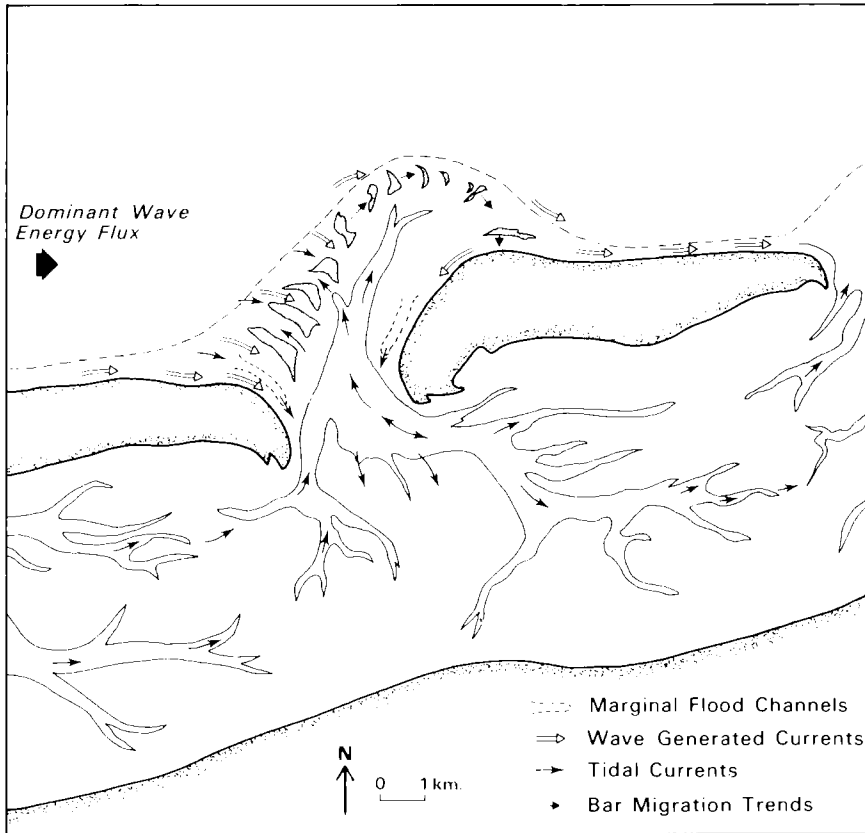 Dominant Wave
Energy Flux
Marginal Flood Channels
Wave Generated Currents
Tidal Currents
Bar Migration Trends
N
0 1 km.